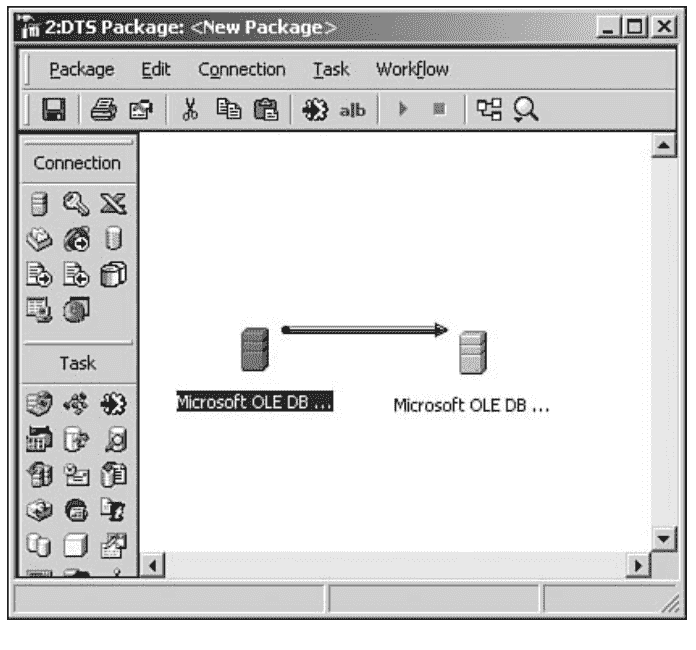 2:DTS Package: <New Package>
Package Edit Connection Task Workflow
a|b
Connection
Task
Microsoft OLE DB ...
Microsoft OLE DB ...